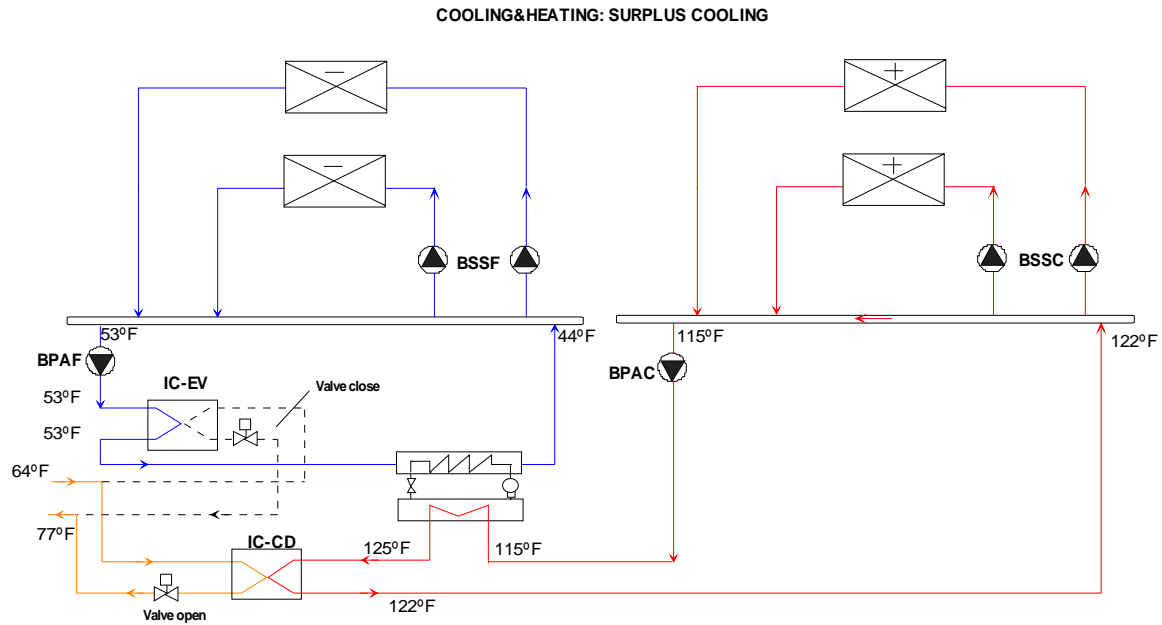 COOLING&HEATING: SURPLUS COOLING
−
+
−
+
BSSF
BSSC
53ºF
44ºF
115ºF
122ºF
BPAF
BPAC
IC-EV
Valve close
53ºF
53ºF
64ºF
77ºF
IC-CD
125ºF
115ºF
122ºF
Valve open